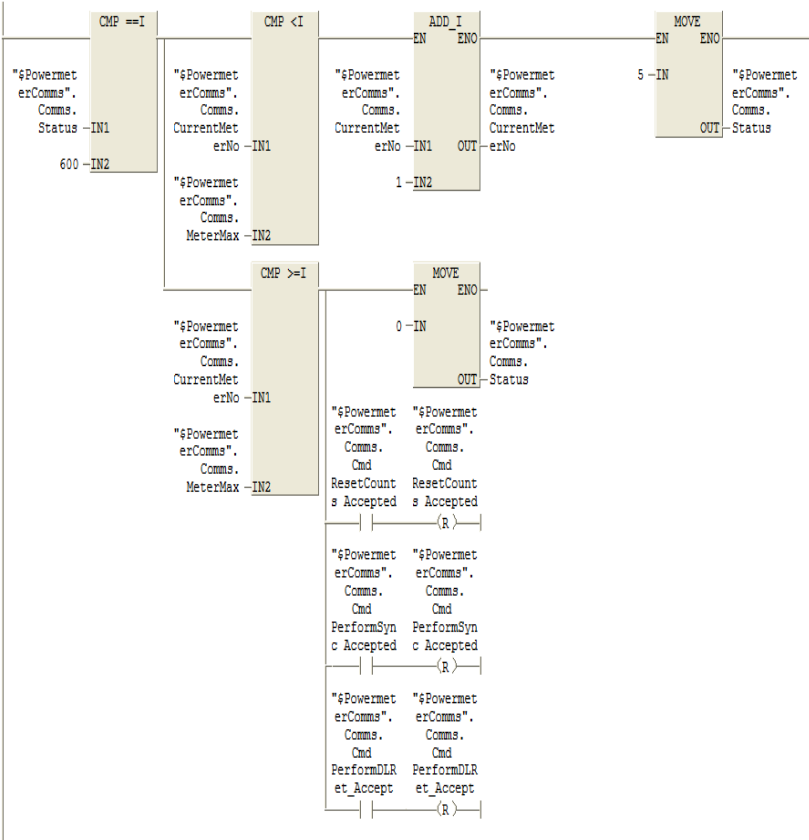 CMP ==I
"$Powermet
erComms".
Comms.
Status
IN1
600
IN2
CMP <I
"$Powermet
erComms".
Comms.
CurrentMet
erNo
IN1
"$Powermet
erComms".
Comms.
MeterMax
IN2
ADD_I
EN ENO
"$Powermet
erComms".
Comms.
CurrentMet
erNo
IN1
1
IN2
OUT
"$Powermet
erComms".
Comms.
CurrentMet
erNo
MOVE
EN ENO
5
IN
OUT
"$Powermet
erComms".
Comms.
Status
CMP >=I
"$Powermet
erComms".
Comms.
CurrentMet
erNo
IN1
"$Powermet
erComms".
Comms.
MeterMax
IN2
MOVE
EN ENO
0
IN
OUT
"$Powermet
erComms".
Comms.
Status
"$Powermet
erComms".
Comms.
Cmd
ResetCount
s Accepted
"$Powermet
erComms".
Comms.
Cmd
ResetCount
s Accepted
(R)
"$Powermet
erComms".
Comms.
Cmd
PerformSyn
c Accepted
"$Powermet
erComms".
Comms.
Cmd
PerformSyn
c Accepted
(R)
"$Powermet
erComms".
Comms.
Cmd
PerformDLR
et_Accept
"$Powermet
erComms".
Comms.
Cmd
PerformDLR
et_Accept
(R)